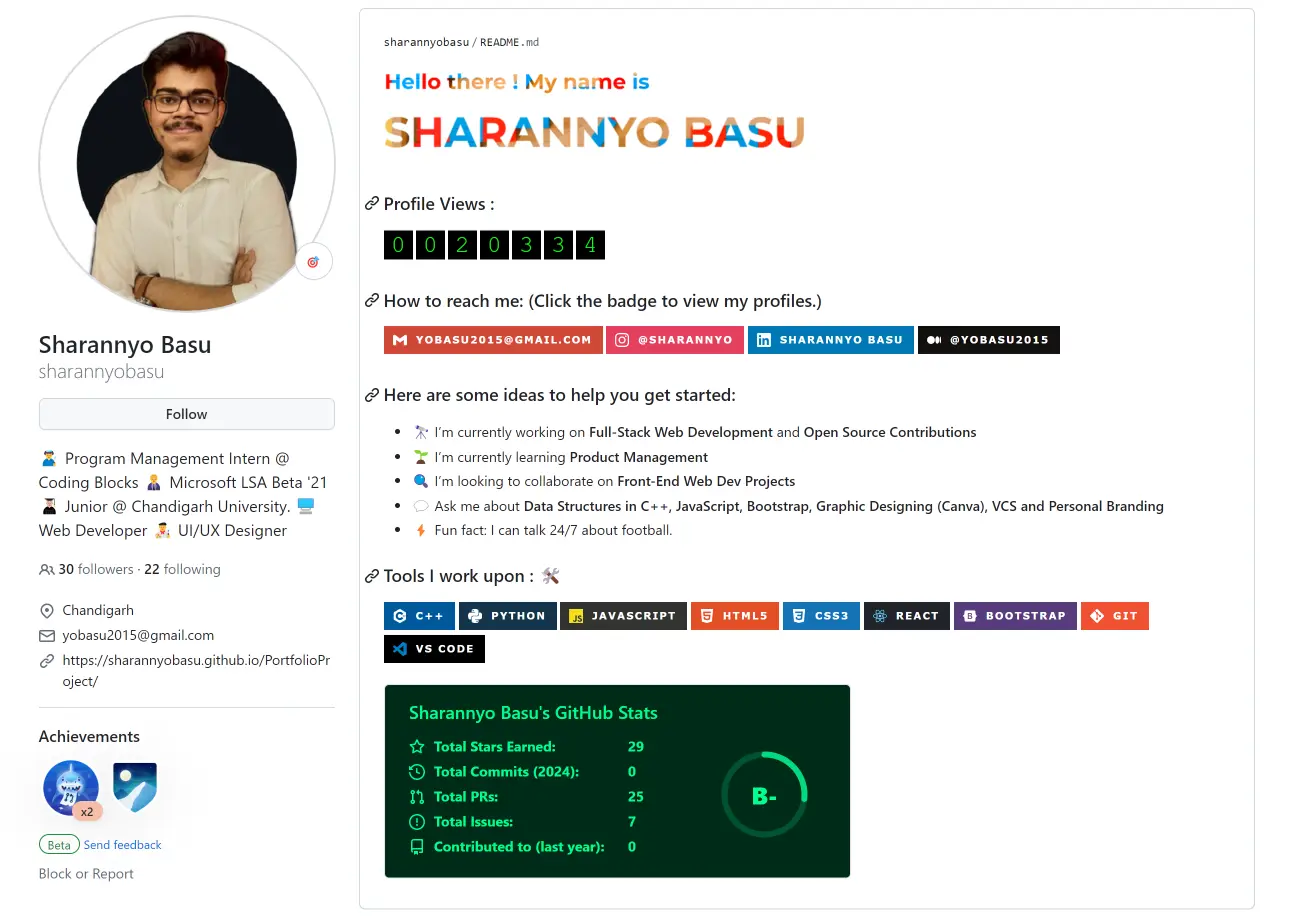 Sharannyo Basu
sharannyobasu
Follow
Program Management Intern @
Coding Blocks Microsoft LSA Beta '21
Junior @ Chandigarh University.
Web Developer UI/UX Designer
30 followers · 22 following
Chandigarh
yobasu2015@gmail.com
https://sharannyobasu.github.io/PortfolioPr
oject/
Achievements
x2
Beta Send feedback
Block or Report
sharannyobasu/README.md
Hello there ! My name is
SHARANNYO BASU
Profile Views :
0020334
How to reach me: (Click the badge to view my profiles.)
YOBASU2015@GMAIL.COM @SHARANNYO SHARANNYO BASU @YOBASU2015
Here are some ideas to help you get started:
I’m currently working on Full-Stack Web Development and Open Source Contributions
I’m currently learning Product Management
I’m looking to collaborate on Front-End Web Dev Projects
Ask me about Data Structures in C++, JavaScript, Bootstrap, Graphic Designing (Canva), VCS and Personal Branding
Fun fact: I can talk 24/7 about football.
Tools I work upon :
C++ PYTHON JAVASCRIPT HTML5 CSS3 REACT BOOTSTRAP GIT
VS CODE
Sharannyo Basu's GitHub Stats
Total Stars Earned: 29
Total Commits (2024): 0
Total PRs: 25
Total Issues: 7
Contributed to (last year): 0
B-